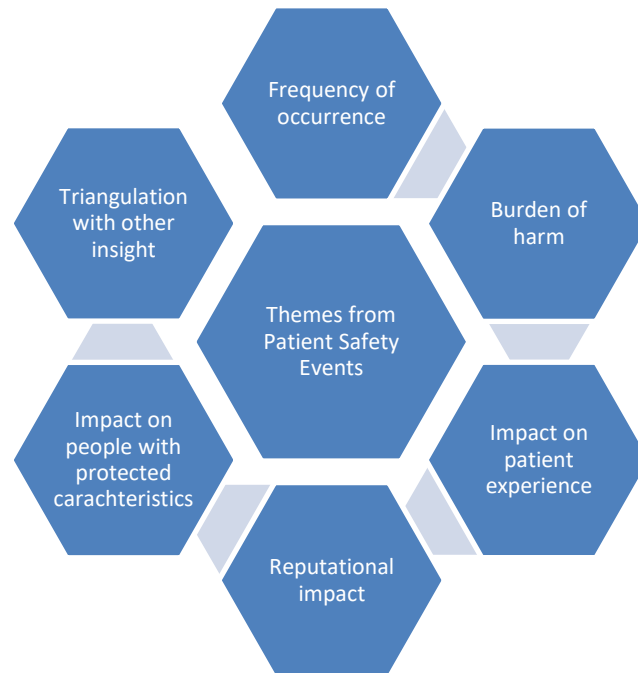 Frequency of
occurrence
Burden of
harm
Impact on
patient
experience
Reputational
impact
Impact on
people with
protected
carachteristics
Triangulation
with other
insight
Themes from
Patient Safety
Events